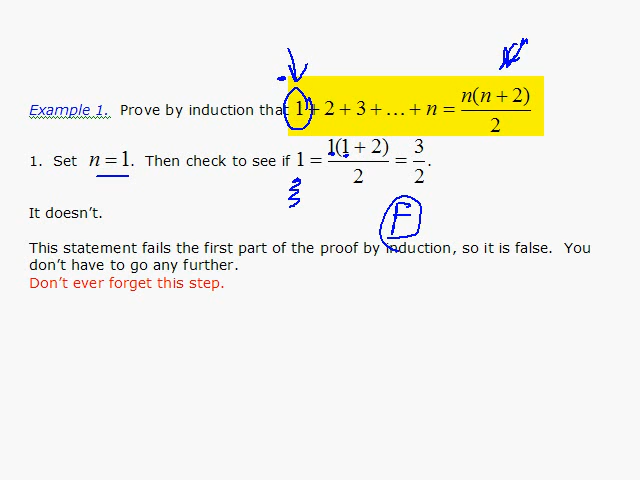 Example 1. Prove by induction that 1 + 2 + 3 + ... + n = n(n + 2)/2
1. Set n = 1. Then check to see if 1 = 1(1 + 2)/2 = 3/2.
It doesn't.
F
This statement fails the first part of the proof by induction, so it is false. You
don't have to go any further.
Don't ever forget this step.